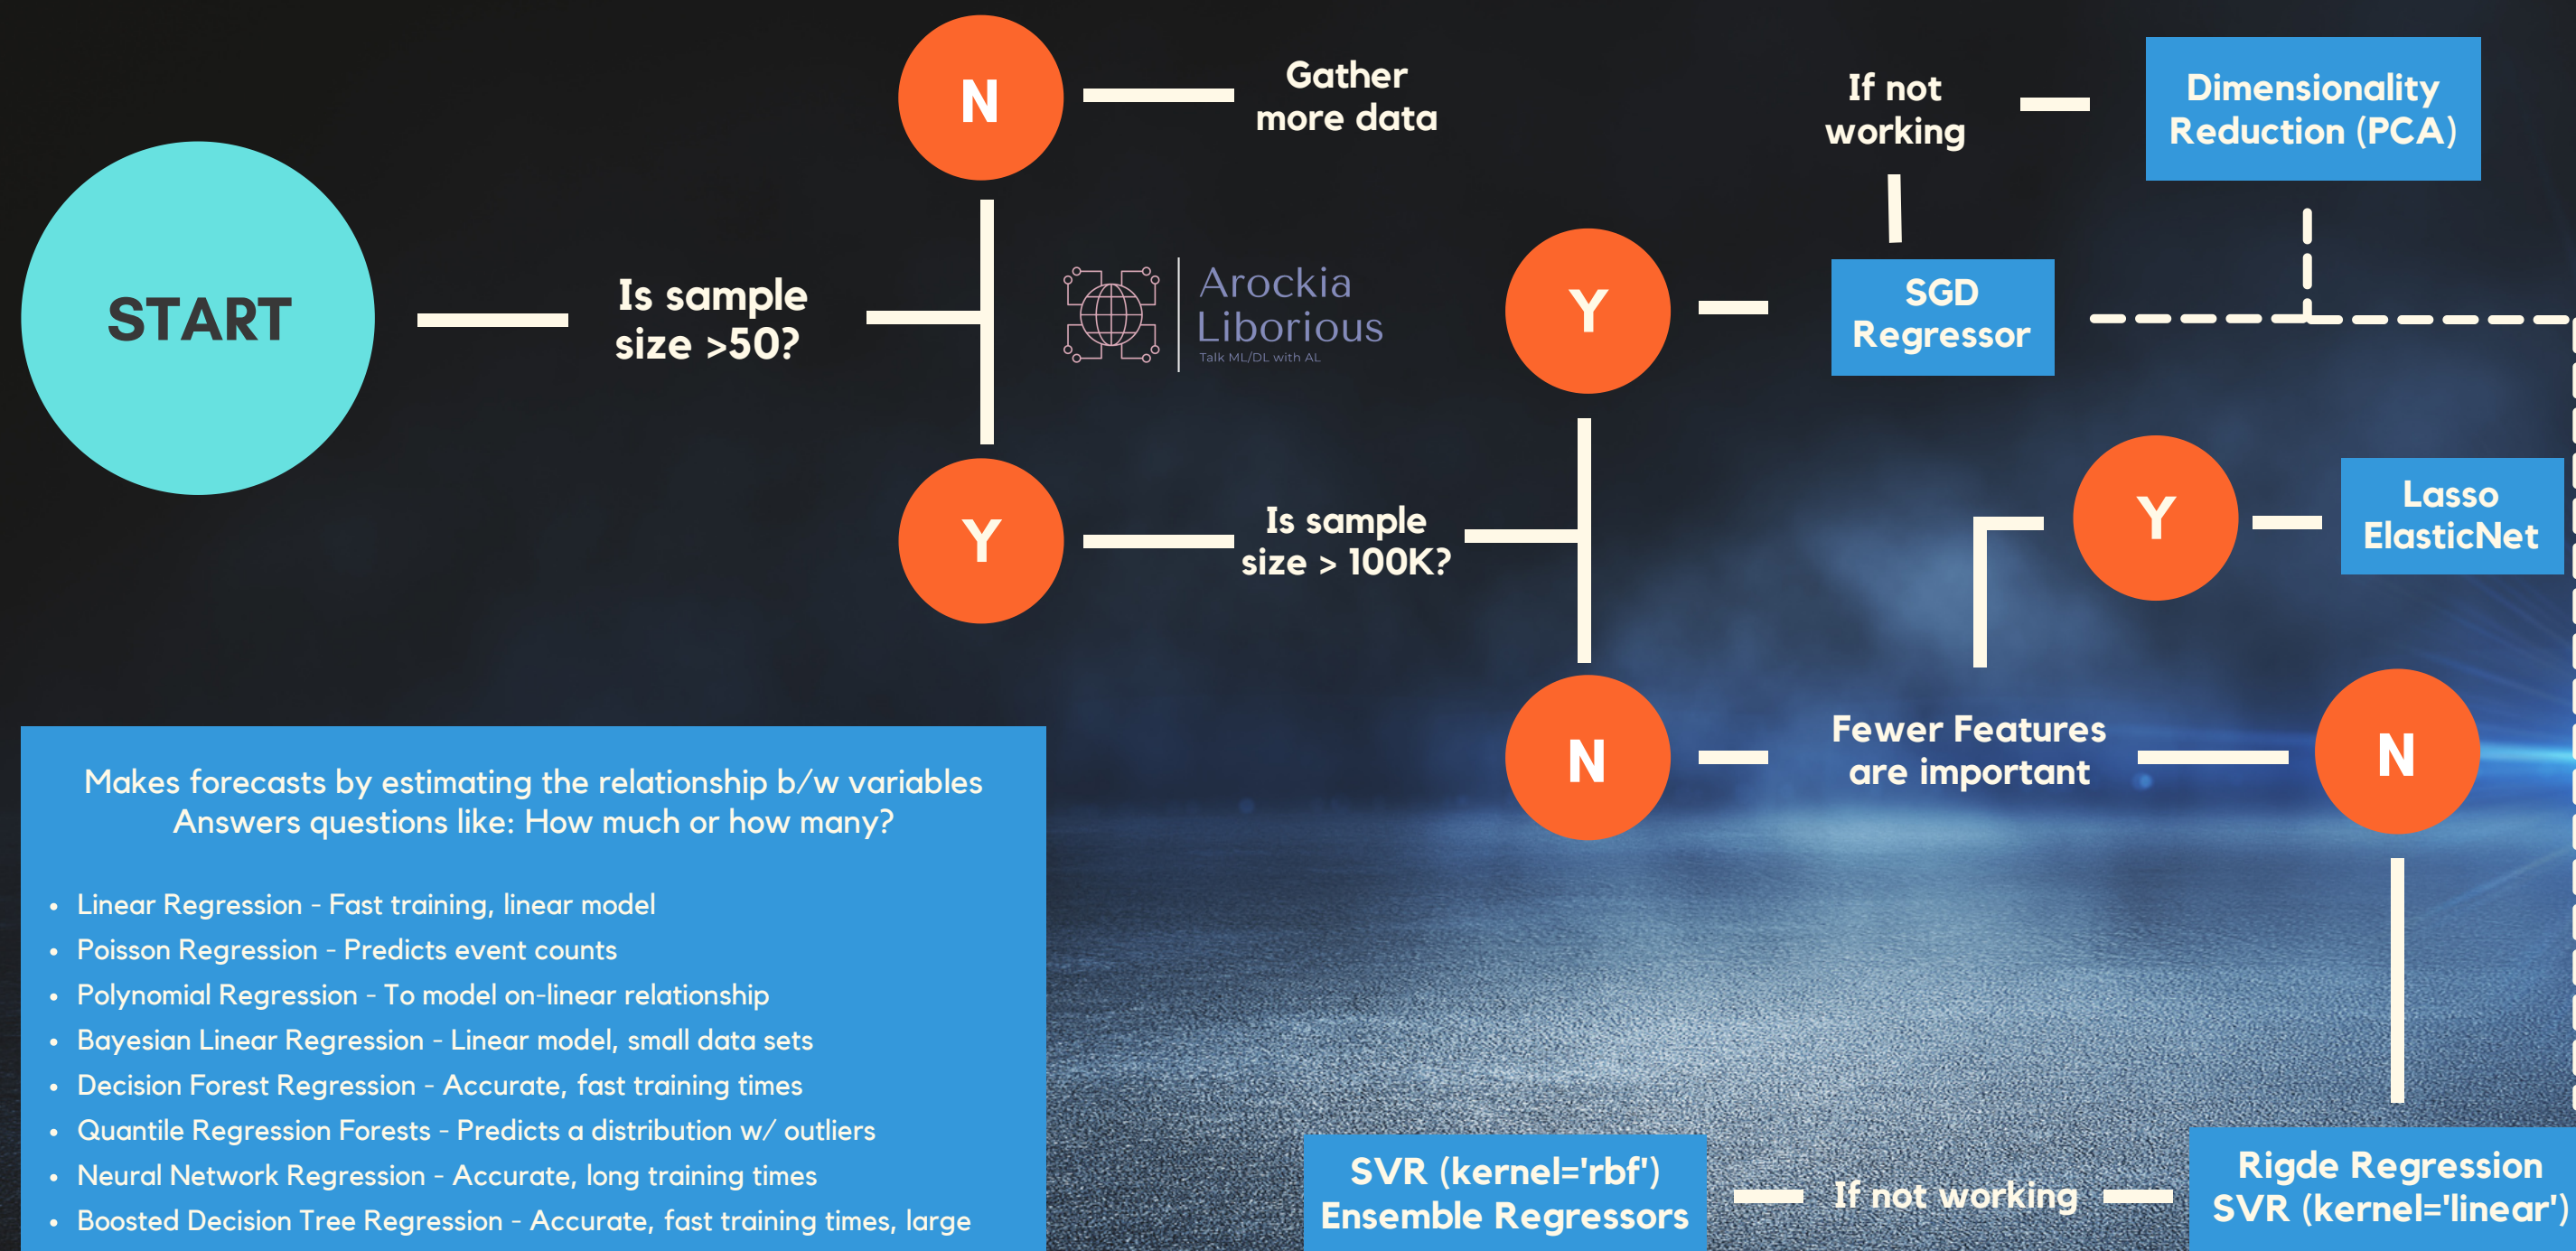 START
Is sample
size >50?
N
Gather
more data
Arockia
Liborious
Talk ML/DL with AL
Y
Is sample
size > 100K?
Y
SGD
Regressor
If not
working
Dimensionality
Reduction (PCA)
N
Fewer Features
are important
Y
Lasso
ElasticNet
N
Rigde Regression
SVR (kernel='linear')
If not working
SVR (kernel='rbf')
Ensemble Regressors
Makes forecasts by estimating the relationship b/w variables
Answers questions like: How much or how many?
• Linear Regression - Fast training, linear model
• Poisson Regression - Predicts event counts
• Polynomial Regression - To model on-linear relationship
• Bayesian Linear Regression - Linear model, small data sets
• Decision Forest Regression - Accurate, fast training times
• Quantile Regression Forests - Predicts a distribution w/ outliers
• Neural Network Regression - Accurate, long training times
• Boosted Decision Tree Regression - Accurate, fast training times, large